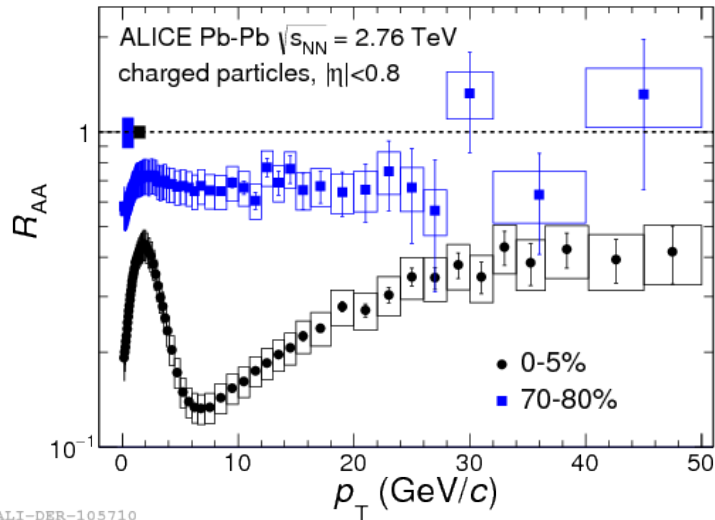 ALICE Pb-Pb √sNN = 2.76 TeV
charged particles, |η|<0.8
1
RAA
10⁻¹
0-5%
70-80%
0 10 20 30 40 50
pT (GeV/c)
ALI-DER-105710